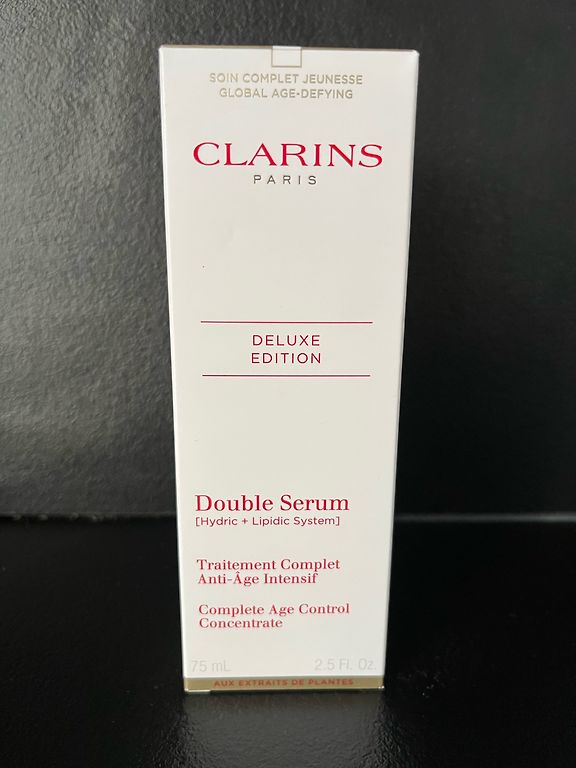 SOIN COMPLET JEUNESSE
GLOBAL AGE-DEFYING
CLARINS
PARIS
DELUXE
EDITION
Double Serum
[Hydric + Lipidic System]
Traitement Complet
Anti-Âge Intensif
Complete Age Control
Concentrate
75 mL 2.5 Fl. Oz.
AUX EXTRAITS DE PLANTES